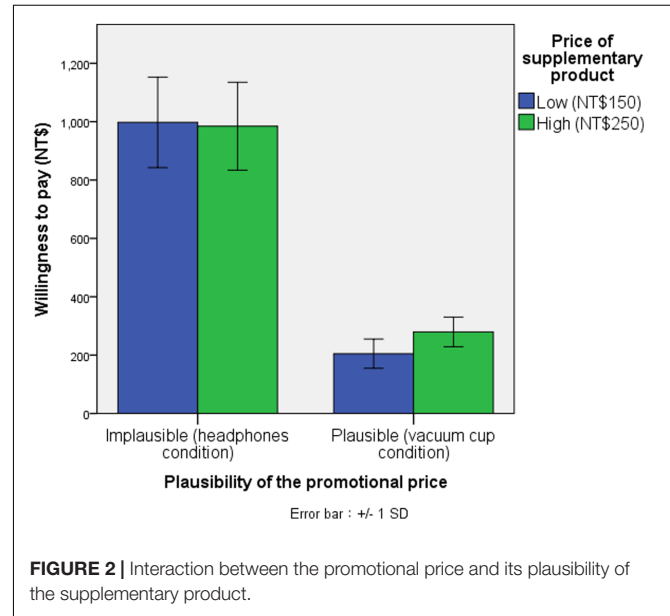 Price of
supplementary
product
Low (NT$150)
High (NT$250)
Willingness to pay (NT$)
1,200
1,000
800
600
400
200
0
Implausible (headphones
condition)
Plausible (vacuum cup
condition)
Plausibility of the promotional price
Error bar : +/- 1 SD
FIGURE 2 | Interaction between the promotional price and its plausibility of
the supplementary product.